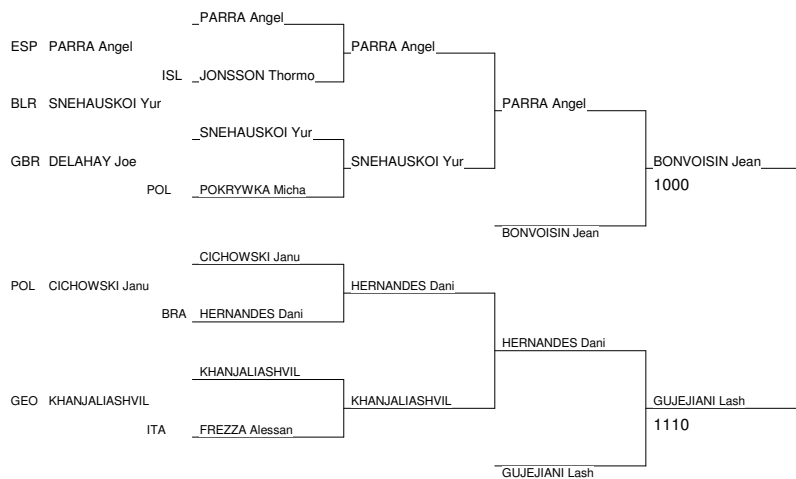 PARRA Angel
ESP PARRA Angel PARRA Angel
ISL JONSSON Thormo
BLR SNEHAUSKOI Yur PARRA Angel
SNEHAUSKOI Yur
GBR DELAHAY Joe SNEHAUSKOI Yur BONVOISIN Jean
POL POKRYWKA Micha 1000
BONVOISIN Jean
CICHOWSKI Janu
POL CICHOWSKI Janu HERNANDES Dani
BRA HERNANDES Dani
HERNANDES Dani
KHANJALIASHVIL
GEO KHANJALIASHVIL KHANJALIASHVIL GUJEJIANI Lash
ITA FREZZA Alessan 1110
GUJEJIANI Lash